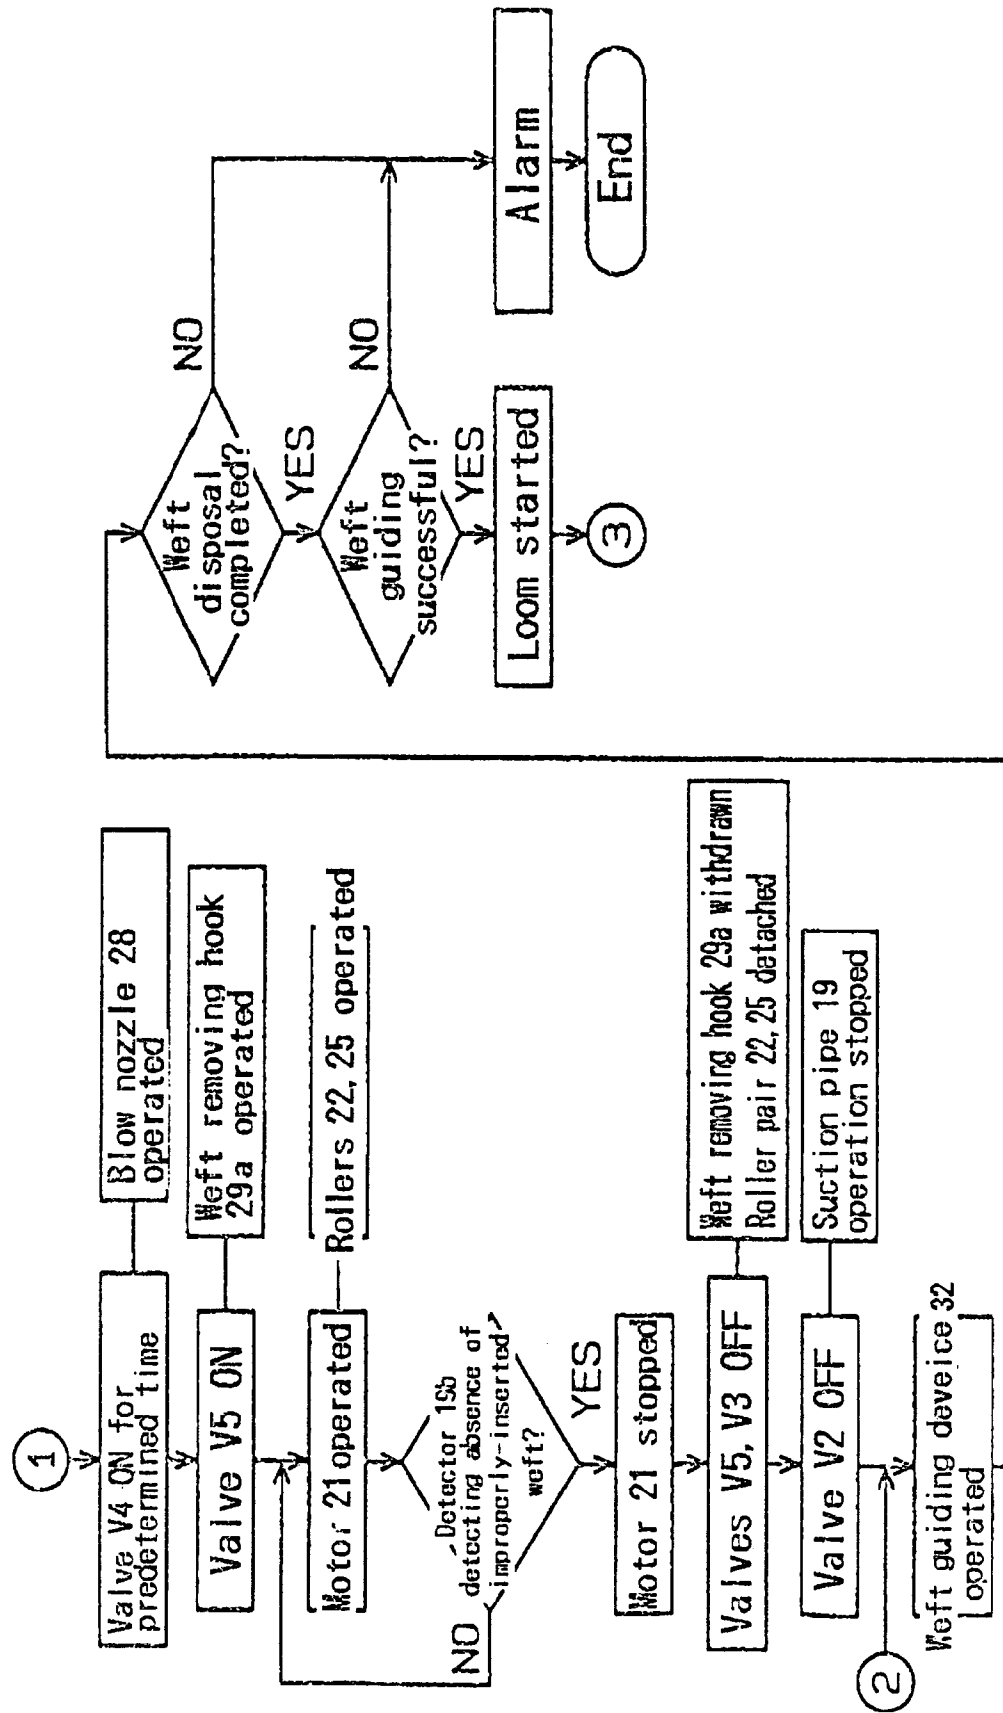 1
Valve V4 ON for
predetermined time
Blow nozzle 28
operated
Valve V5 ON
Weft removing hook
29a operated
Motor 21 operated
Rollers 22, 25 operated
Detector 19b
detecting absence of
improperly-inserted
weft?
NO
YES
Motor 21 stopped
Valves V5, V3 OFF
Weft removing hook 29a withdrawn
Roller pair 22, 25 detached
Valve V2 OFF
Suction pipe 19
operation stopped
2
Weft guiding deveice 32
operated
Weft
disposal
completed?
NO
YES
Weft
guiding
successful?
NO
YES
Loom started
3
Alarm
End